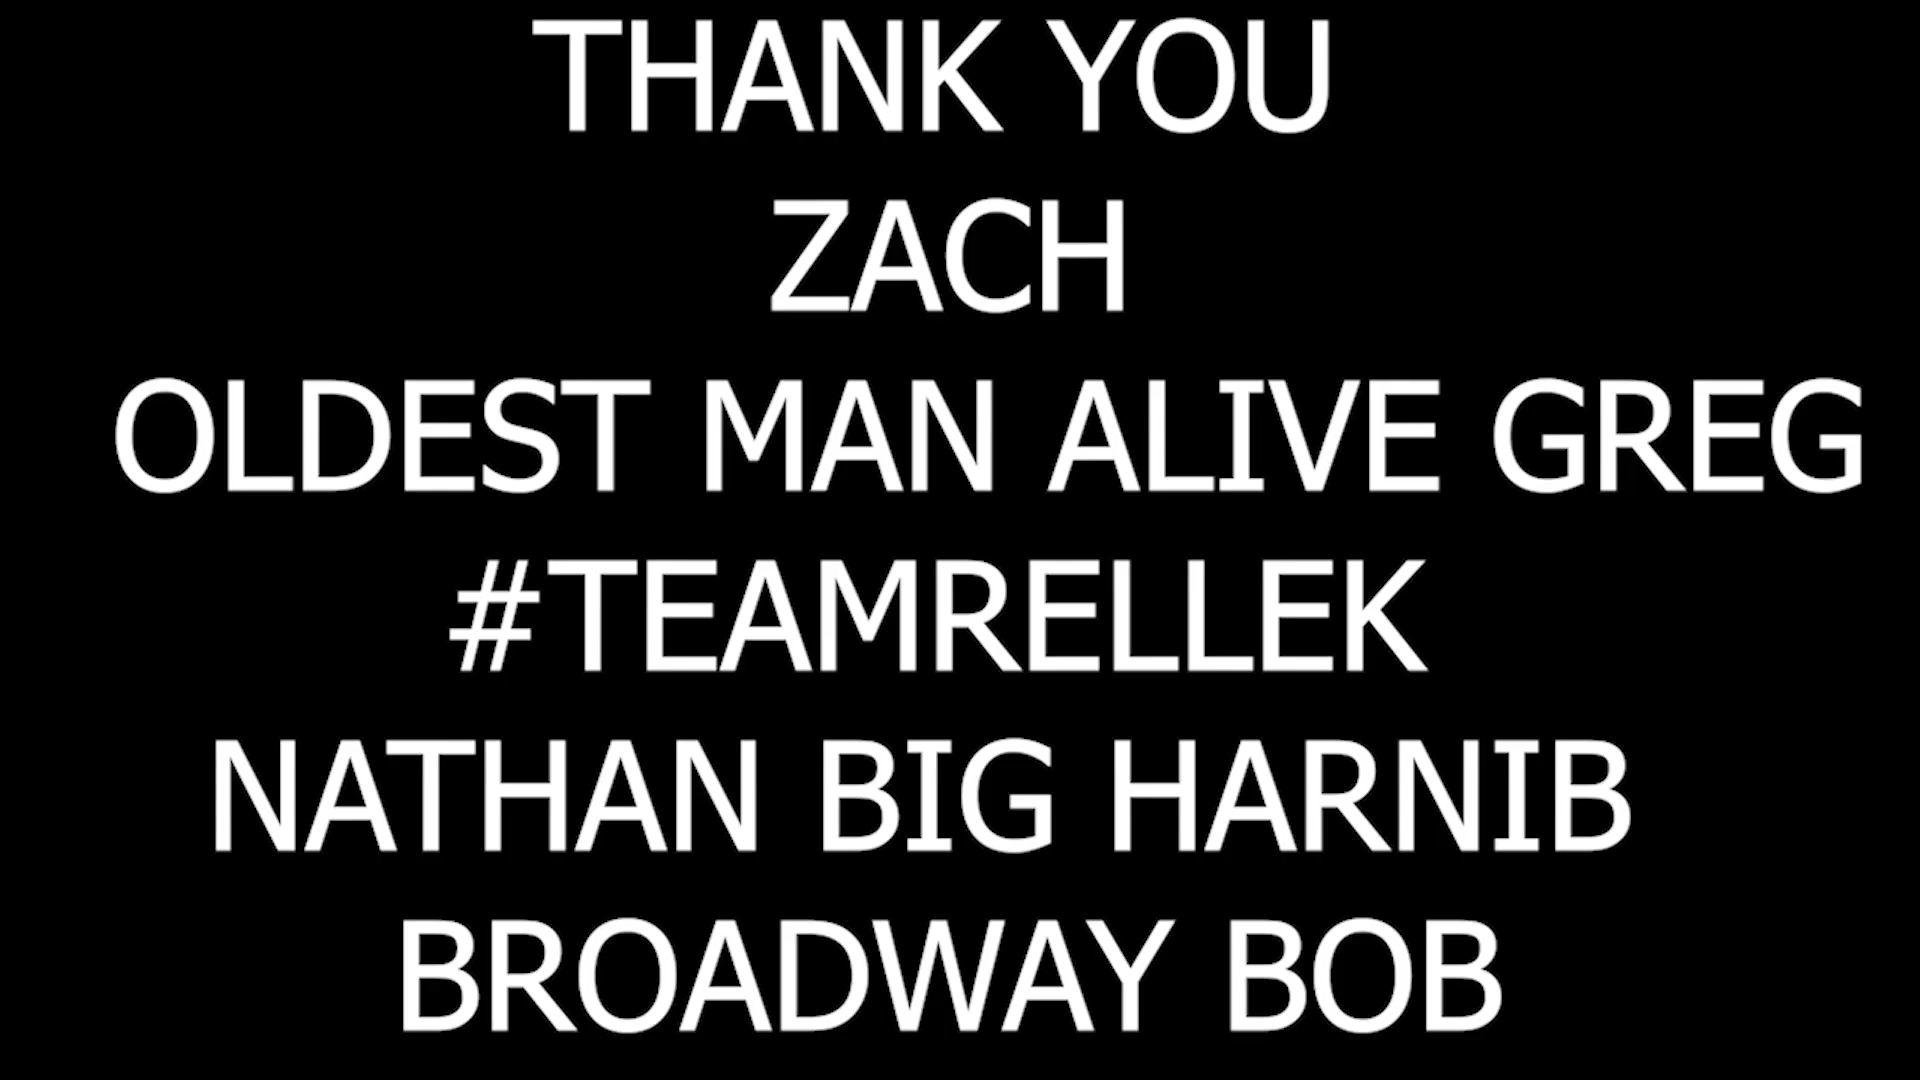 THANK YOU
ZACH
OLDEST MAN ALIVE GREG
#TEAMRELLEK
NATHAN BIG HARNIB
BROADWAY BOB